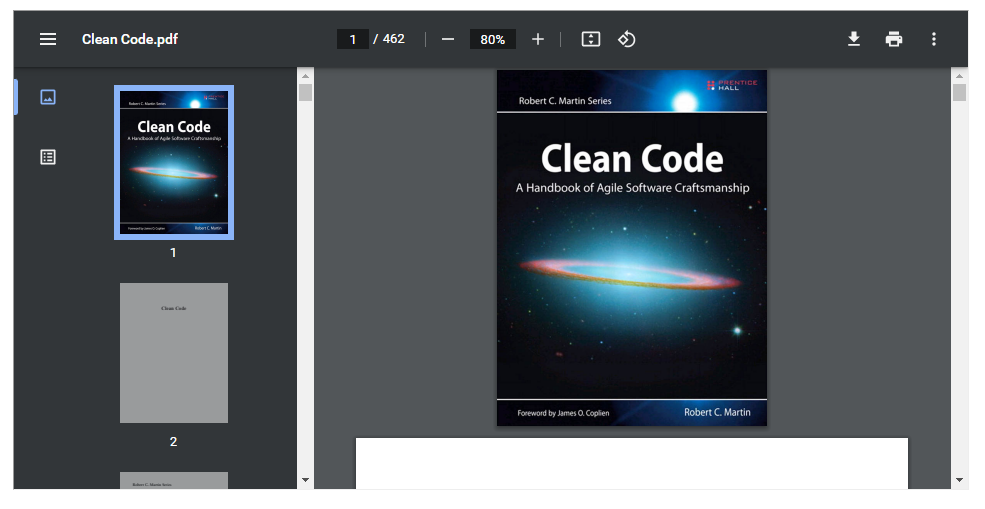 Clean Code.pdf
1 / 462
80%
Robert C. Martin Series
PRENTICE
HALL
Clean Code
A Handbook of Agile Software Craftsmanship
Foreword by James O. Coplien
Robert C. Martin
1
Clean Code
2
Robert C. Martin Series
PRENTICE
HALL
Robert C. Martin Series
Clean Code
A Handbook of Agile Software Craftsmanship
Foreword by James O. Coplien
Robert C. Martin